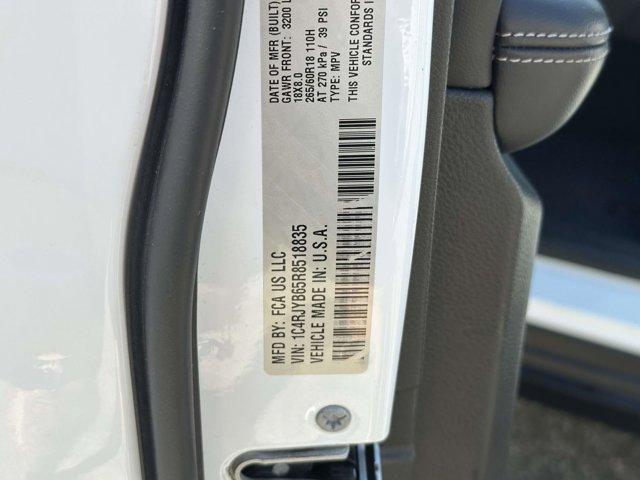 MFD BY: FCA US LLC
VIN: 1C4RJYB65R8518835
VEHICLE MADE IN: U.S.A.
DATE OF MFR (BUILT)
GAWR FRONT: 3200 L
18X8.0
265/60R18 110H
AT 270 kPa / 39 PSI
TYPE: MPV
THIS VEHICLE CONFOR
STANDARDS I